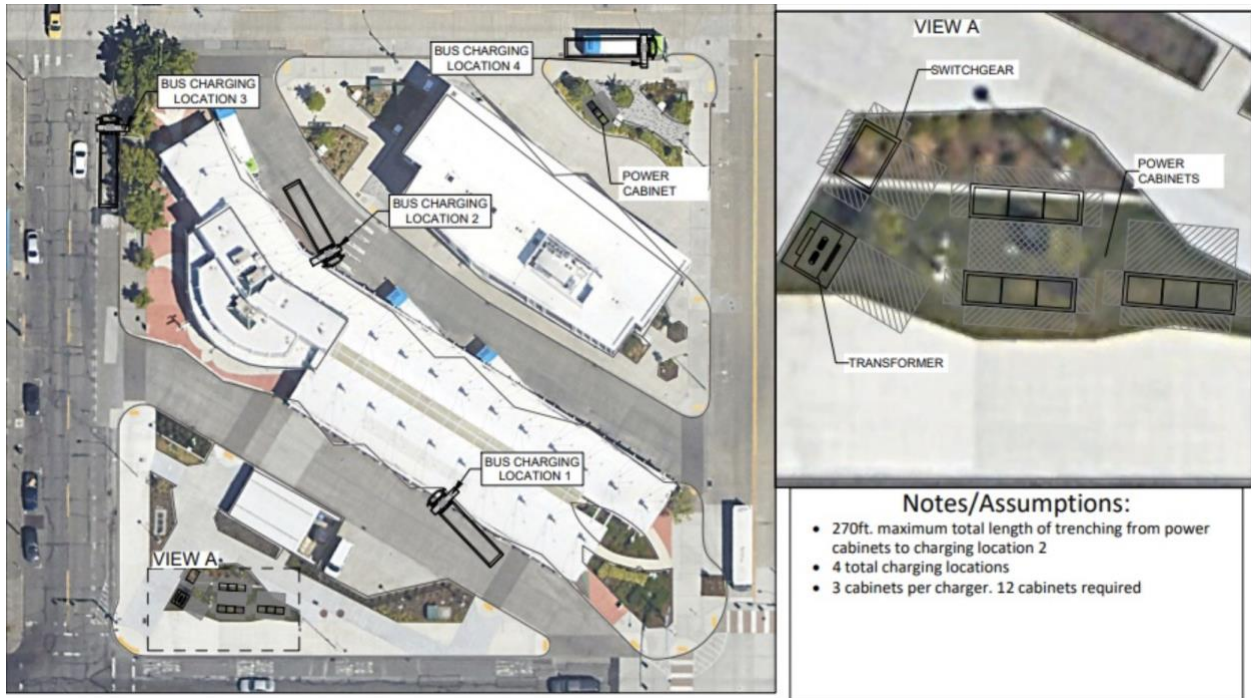 BUS CHARGING
LOCATION 4
BUS CHARGING
LOCATION 3
POWER
CABINET
BUS CHARGING
LOCATION 2
BUS CHARGING
LOCATION 1
VIEW A
VIEW A
SWITCHGEAR
POWER
CABINETS
TRANSFORMER
Notes/Assumptions:
• 270ft. maximum total length of trenching from power
cabinets to charging location 2
• 4 total charging locations
• 3 cabinets per charger. 12 cabinets required